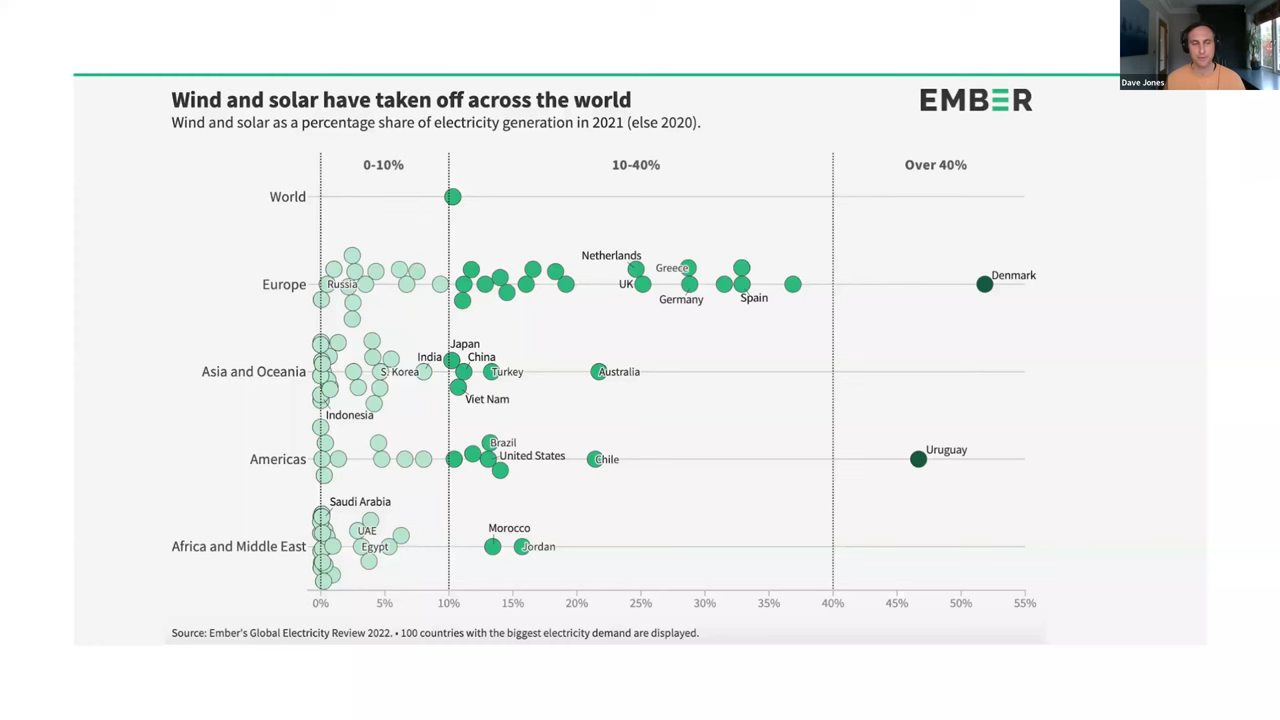 Dave Jones
Wind and solar have taken off across the world
EMBER
Wind and solar as a percentage share of electricity generation in 2021 (else 2020).
0-10%
10-40%
Over 40%
World
Netherlands
Greece
Denmark
Europe
Russia
UK
Germany
Spain
Japan
India
China
Asia and Oceania
S. Korea
Turkey
Australia
Viet Nam
Indonesia
Brazil
Uruguay
Americas
United States
Chile
Saudi Arabia
UAE
Morocco
Africa and Middle East
Egypt
Jordan
0%
5%
10%
15%
20%
25%
30%
35%
40%
45%
50%
55%
Source: Ember's Global Electricity Review 2022. • 100 countries with the biggest electricity demand are displayed.